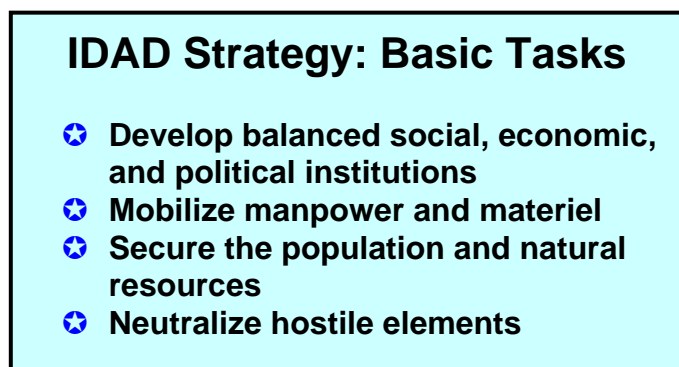 IDAD Strategy: Basic Tasks
✪ Develop balanced social, economic,
and political institutions
✪ Mobilize manpower and materiel
✪ Secure the population and natural
resources
✪ Neutralize hostile elements